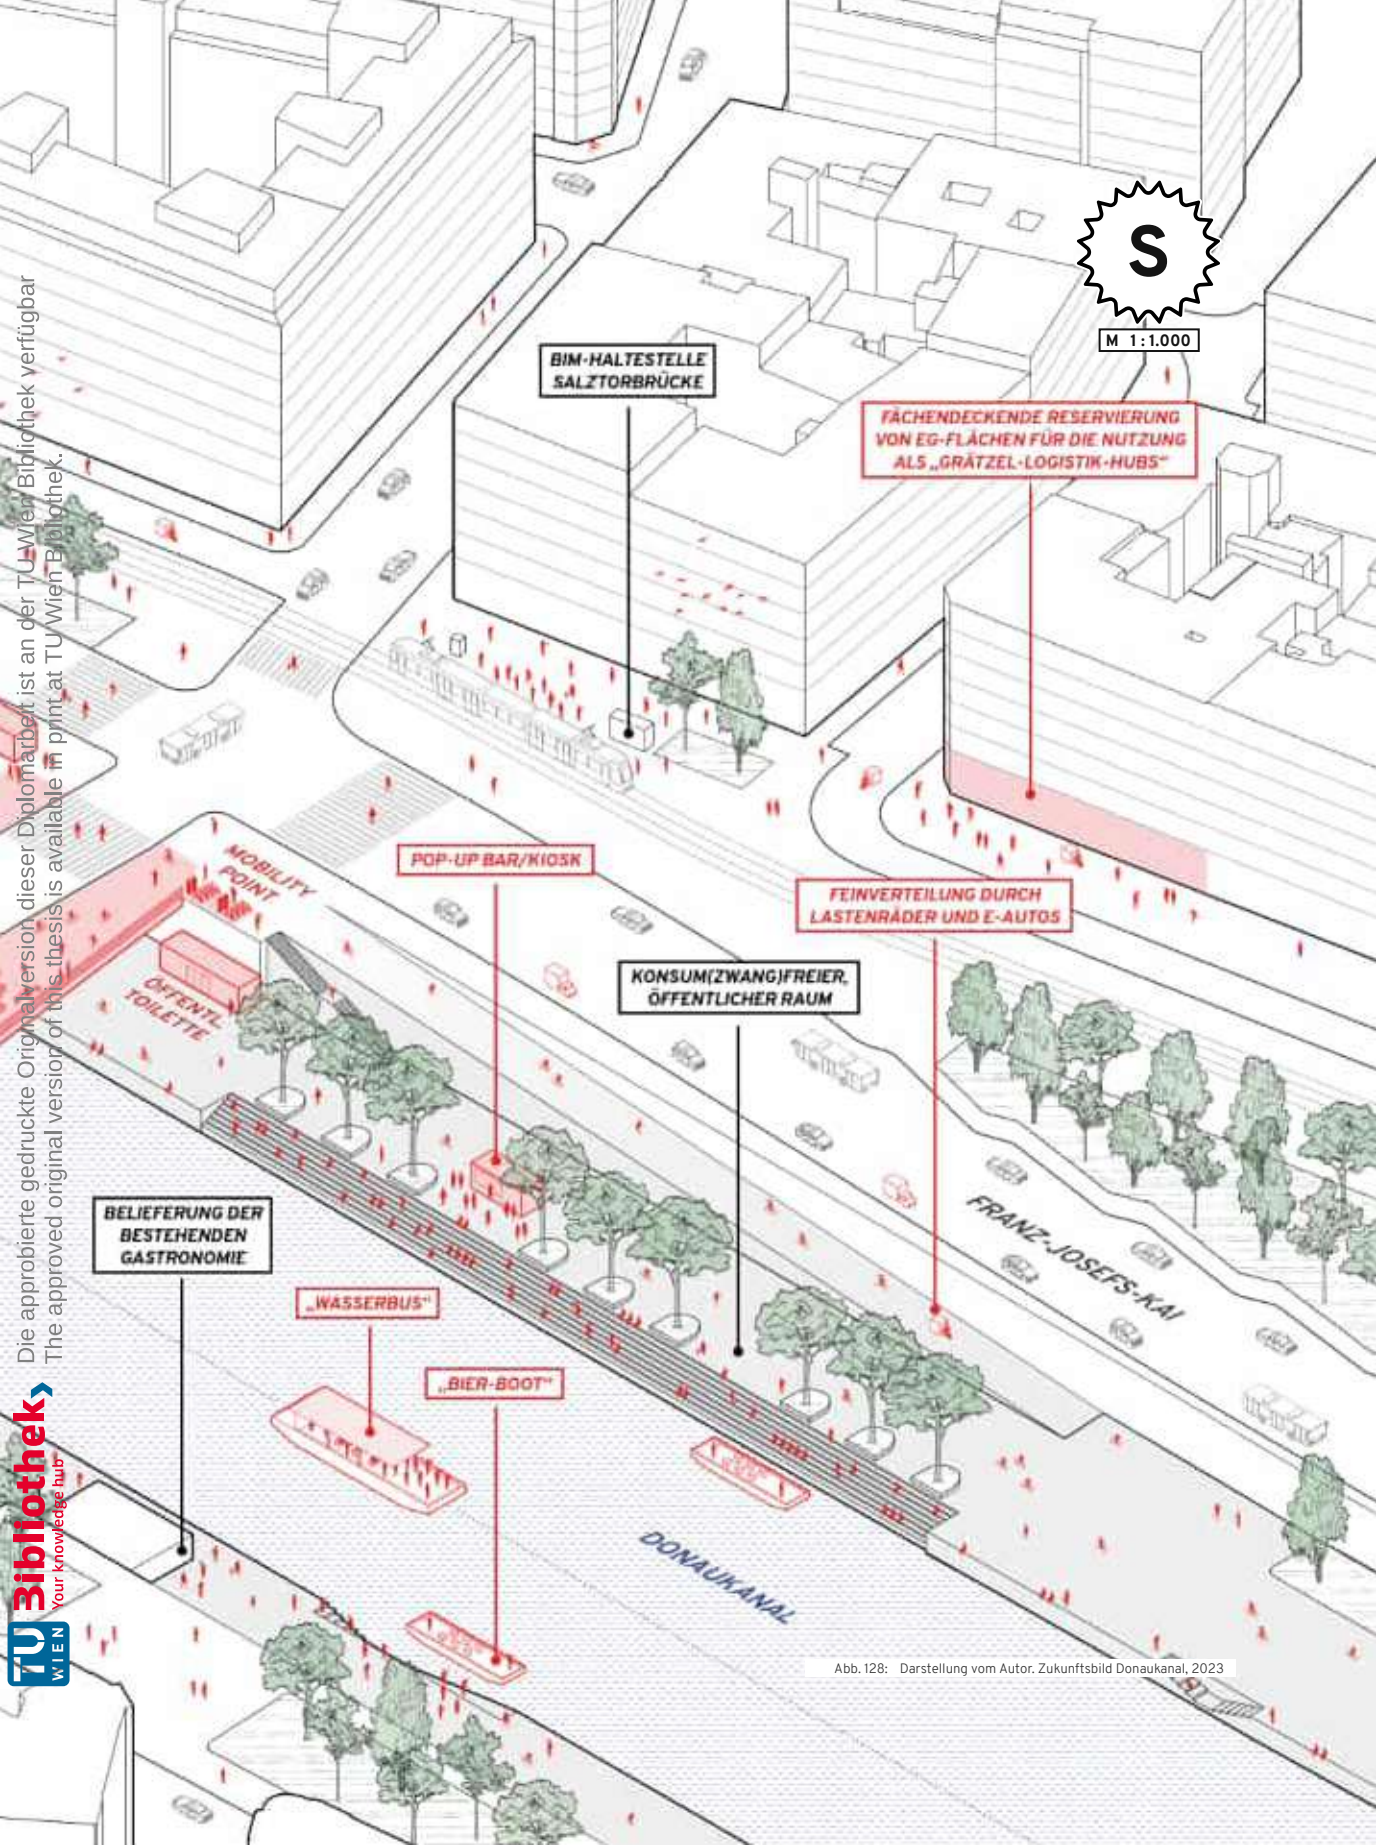 S
M 1:1.000
BIM-HALTESTELLE
SALZTORBRÜCKE
FÄCHENDECKENDE RESERVIERUNG
VON EG-FLÄCHEN FÜR DIE NUTZUNG
ALS „GRÄTZEL-LOGISTIK-HUBS“
MOBILITY
POINT
POP-UP BAR/KIOSK
FEINVERTEILUNG DURCH
LASTENRÄDER UND E-AUTOS
KONSUM(ZWANG)FREIER,
ÖFFENTLICHER RAUM
ÖFFENTL.
TOILETTE
FRANZ-JOSEFS-KAI
BELIEFERUNG DER
BESTEHENDEN
GASTRONOMIE
„WASSERBUS“
„BIER-BOOT“
DONAUKANAL
Abb. 128: Darstellung vom Autor. Zukunftsbild Donaukanal, 2023
Die approbierte gedruckte Originalversion dieser Diplomarbeit ist an der TU Wien Bibliothek verfügbar
The approved original version of this thesis is available in print at TU Wien Bibliothek.
TU WIEN
Bibliothek
Your knowledge hub